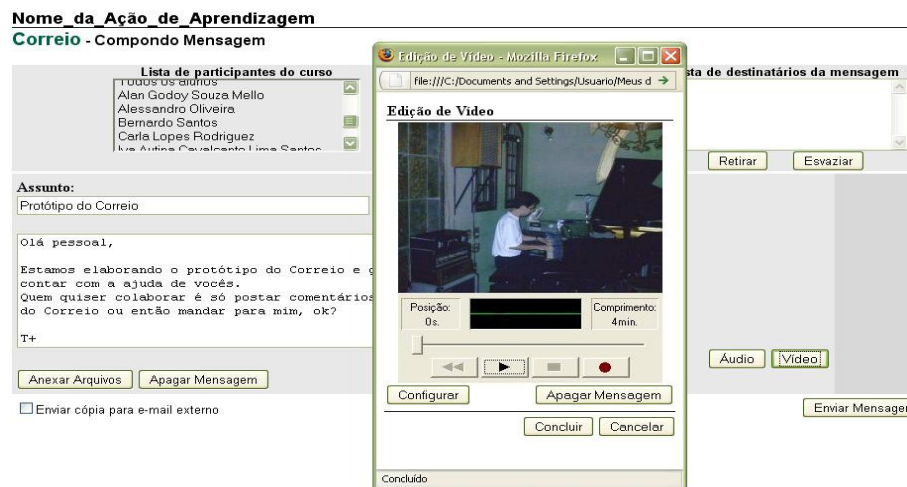 Nome_da_Ação_de_Aprendizagem
Correio - Compondo Mensagem
Lista de participantes do curso
Todos os alunos
Alan Godoy Souza Mello
Alessandro Oliveira
Bernardo Santos
Carla Lopes Rodriguez
sta de destinatários da mensagem
Retirar
Esvaziar
Assunto:
Protótipo do Correio
Olá pessoal,
Estamos elaborando o protótipo do Correio e
contar com a ajuda de vocês.
Quem quiser colaborar é só postar comentários
do Correio ou então mandar para mim, ok?
T+
Anexar Arquivos
Apagar Mensagem
Enviar cópia para e-mail externo
Áudio
Vídeo
Enviar Mensagem
Edição de Vídeo - Mozilla Firefox
file:///C:/Documents and Settings/Usuario/Meus d
Edição de Vídeo
Posição:
0s.
Comprimento:
4min.
Configurar
Apagar Mensagem
Concluir
Cancelar
Concluído